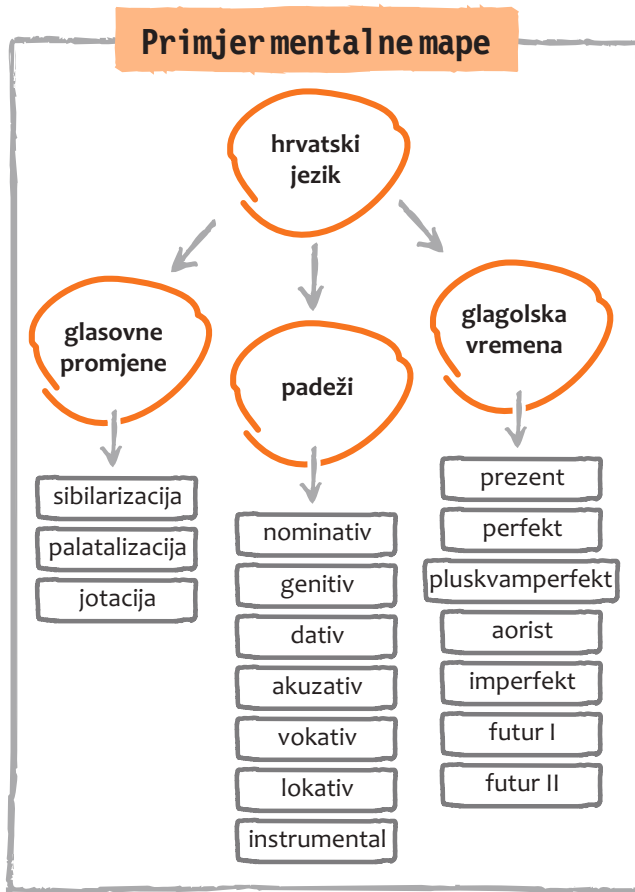 Primjer mentalne mape
hrvatski
jezik
glasovne
promjene
padeži
glagolska
vremena
sibilarizacija
palatalizacija
jotacija
nominativ
genitiv
dativ
akuzativ
vokativ
lokativ
instrumental
prezent
perfekt
pluskvamperfekt
aorist
imperfekt
futur I
futur II